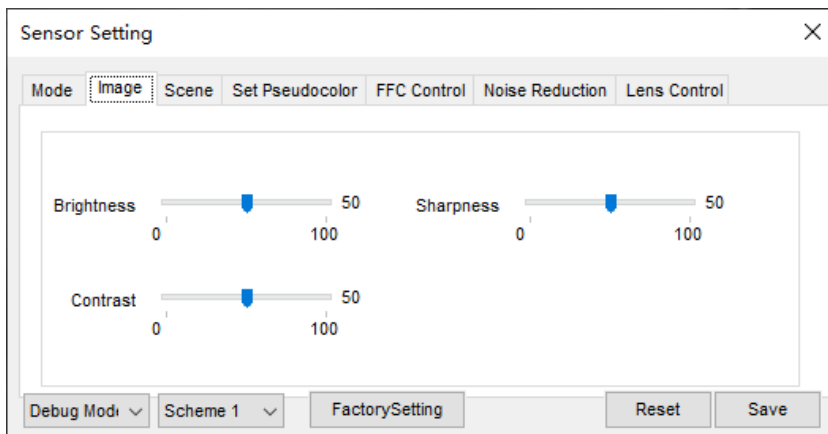 Sensor Setting
Mode Image Scene Set Pseudocolor FFC Control Noise Reduction Lens Control
Brightness 50 Sharpness 50
0 100 0 100
Contrast 50
0 100
Debug Mod Scheme 1 FactorySetting Reset Save